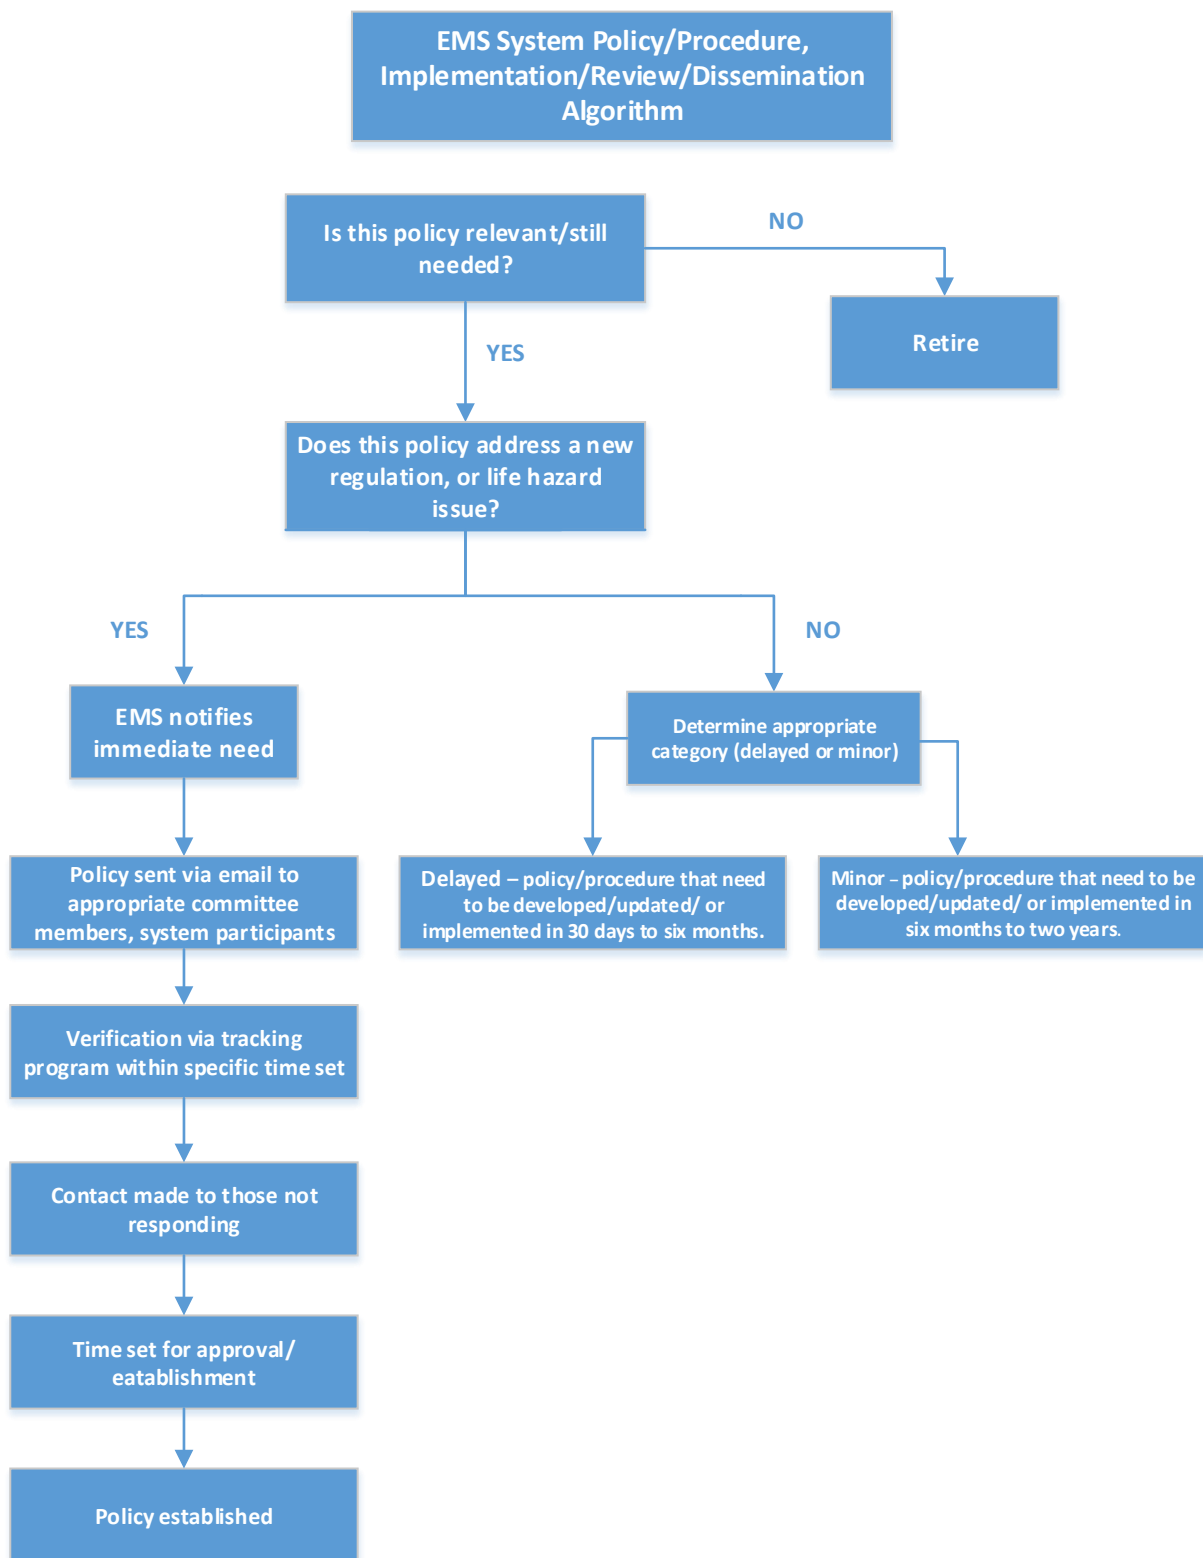 EMS System Policy/Procedure,
Implementation/Review/Dissemination
Algorithm
Is this policy relevant/still
needed?
NO
Retire
YES
Does this policy address a new
regulation, or life hazard
issue?
YES
NO
EMS notifies
immediate need
Determine appropriate
category (delayed or minor)
Policy sent via email to
appropriate committee
members, system participants
Delayed – policy/procedure that need
to be developed/updated/ or
implemented in 30 days to six months.
Minor – policy/procedure that need to be
developed/updated/ or implemented in
six months to two years.
Verification via tracking
program within specific time set
Contact made to those not
responding
Time set for approval/
eatablishment
Policy established